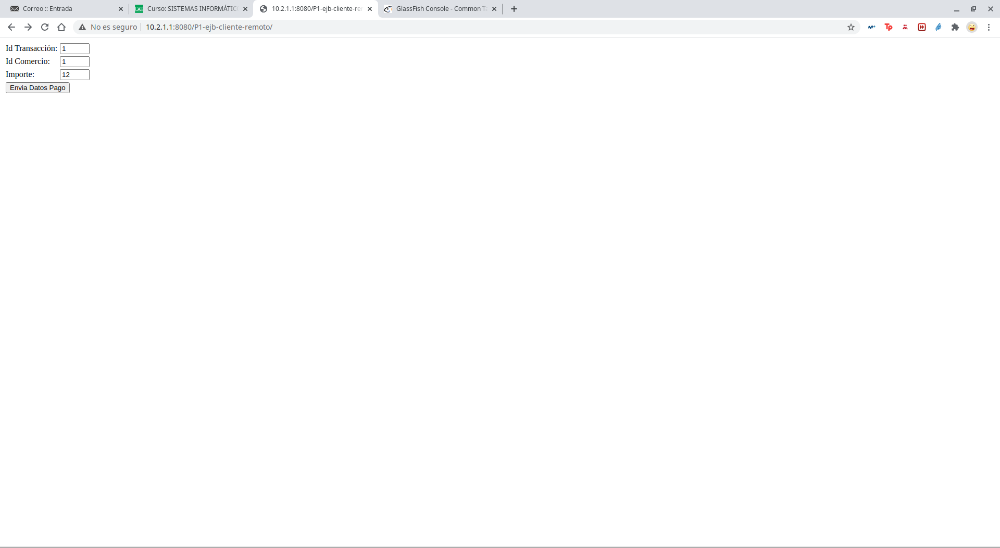 Correo :: Entrada
Curso: SISTEMAS INFORMÁTIC
10.2.1.1:8080/P1-ejb-cliente-re
GlassFish Console - Common T
No es seguro
10.2.1.1:8080/P1-ejb-cliente-remoto/
Id Transacción: 1
Id Comercio: 1
Importe: 12
Envia Datos Pago